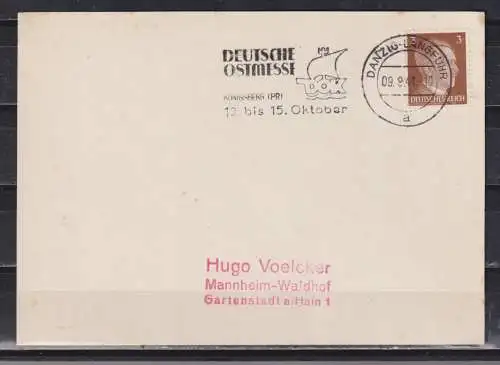 DEUTSCHE
OSTMESSE
KÖNIGSBERG (PR)
12. bis 15. Oktober
DANZIG-LANGFUHR
a
3
DEUTSCHES REICH
Hugo Voelcker
Mannheim-Waldhof
Gartenstadt a/Hain 1